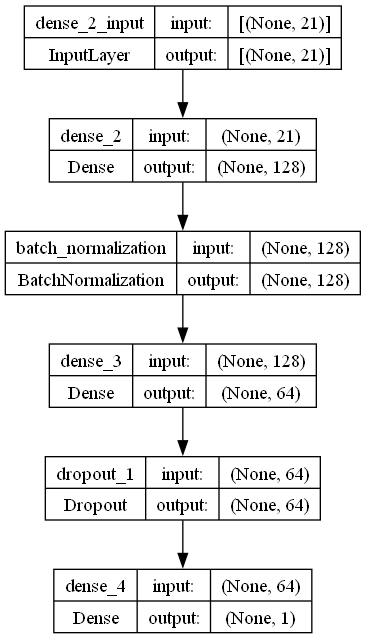 dense_2_input input: [(None, 21)]
InputLayer output: [(None, 21)]
dense_2 input: (None, 21)
Dense output: (None, 128)
batch_normalization input: (None, 128)
BatchNormalization output: (None, 128)
dense_3 input: (None, 128)
Dense output: (None, 64)
dropout_1 input: (None, 64)
Dropout output: (None, 64)
dense_4 input: (None, 64)
Dense output: (None, 1)